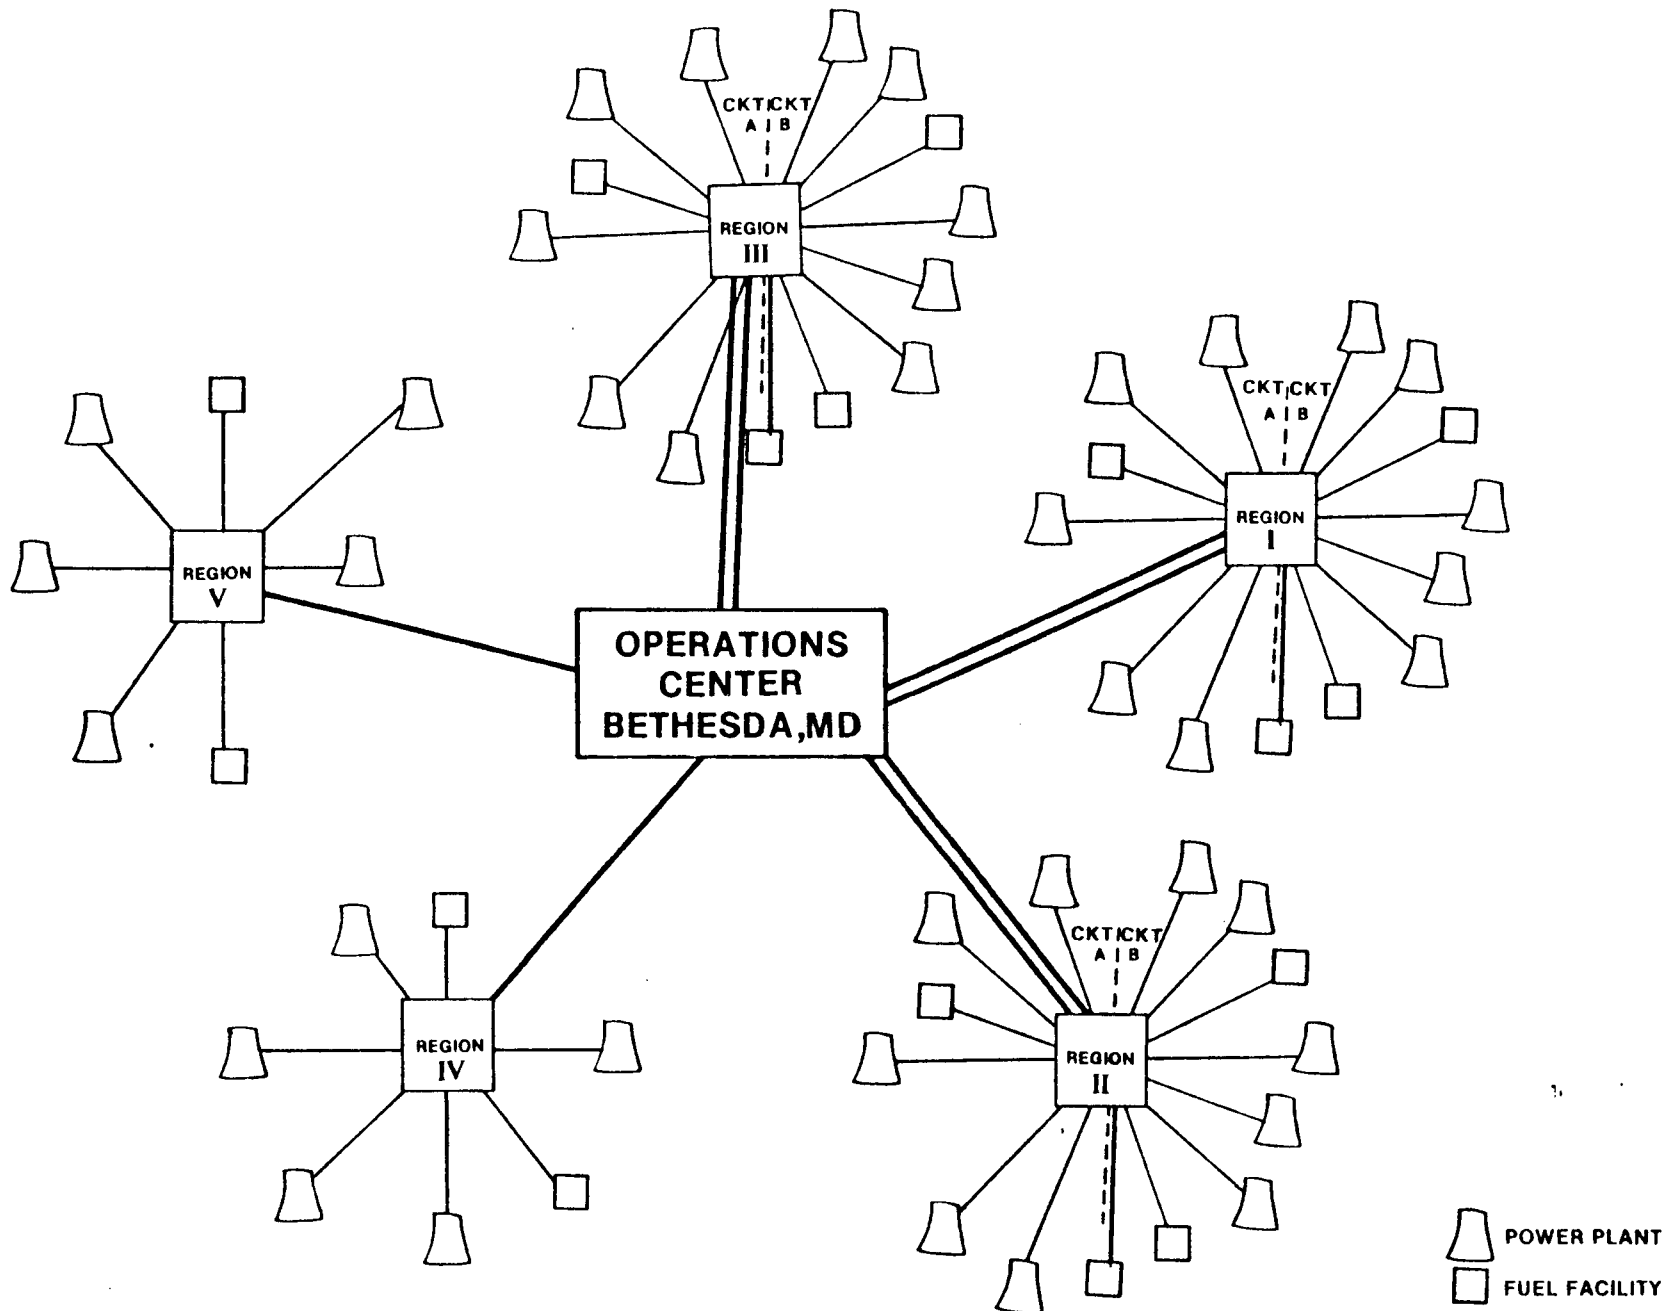 CKT CKT
A B
REGION
III
CKT CKT
A B
REGION
I
REGION
V
OPERATIONS
CENTER
BETHESDA,MD
CKT CKT
A B
REGION
IV
REGION
II
POWER PLANT
FUEL FACILITY